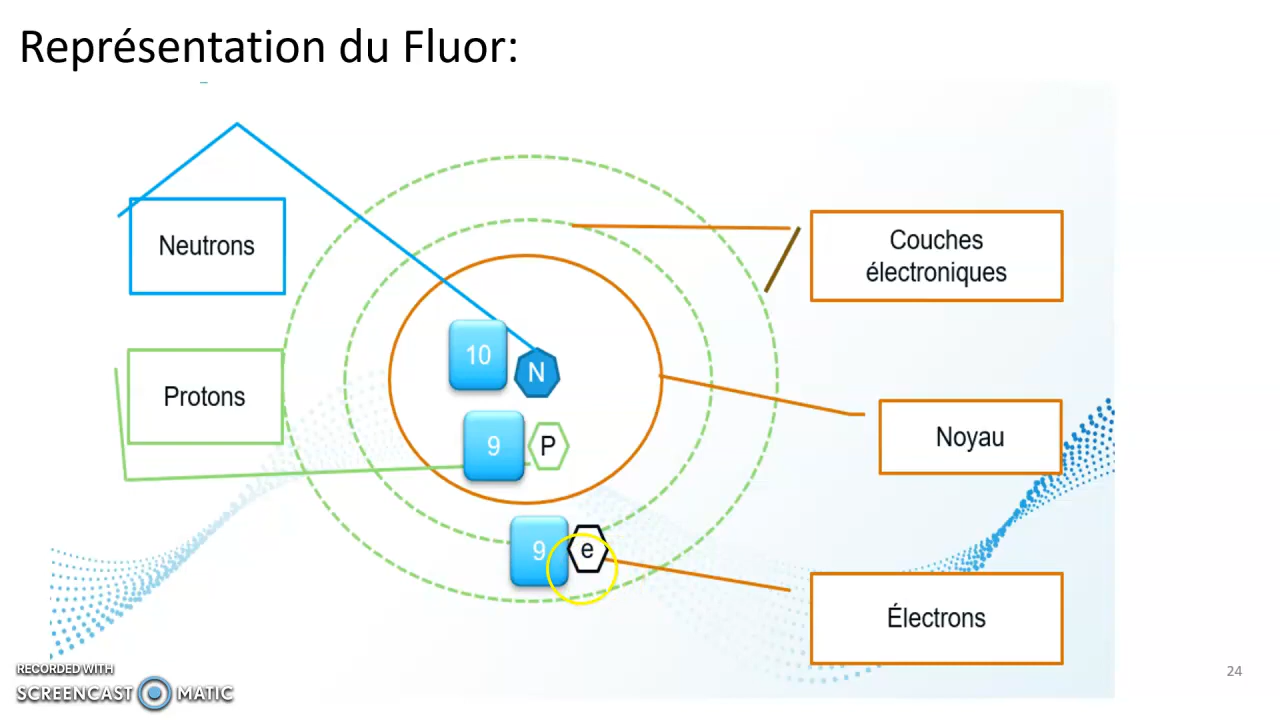 Représentation du Fluor:
Neutrons
Couches
électroniques
10
N
Protons
9
P
Noyau
9
e
Électrons
24
RECORDED WITH
SCREENCAST MATIC